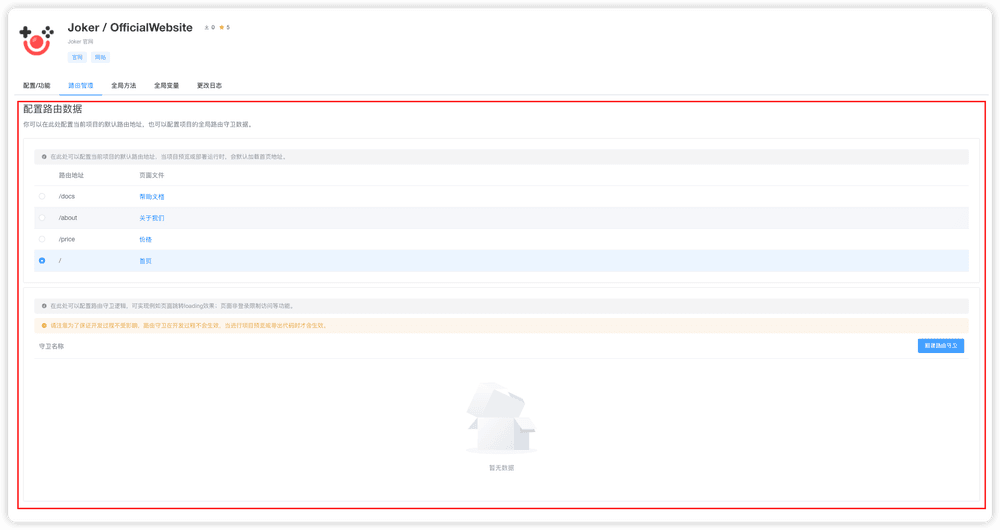 Joker / OfficialWebsite 0 5
Joker 官网
官网 网站
配置/功能 路由管理 全局方法 全局变量 更改日志
配置路由数据
你可以在此处配置当前项目的默认路由地址，也可以配置项目的全局路由守卫数据。
在此处可以配置当前项目的默认路由地址，当项目预览或部署运行时，会默认加载首页地址。
路由地址 页面文件
/docs 帮助文档
/about 关于我们
/price 价格
/ 首页
在此处可以配置路由守卫逻辑，可实现例如页面跳转loading效果；页面非登录限制访问等功能。
请注意为了保证开发过程不受影响，路由守卫在开发过程不会生效，当进行项目预览或导出代码时才会生效。
守卫名称 新建路由守卫
暂无数据